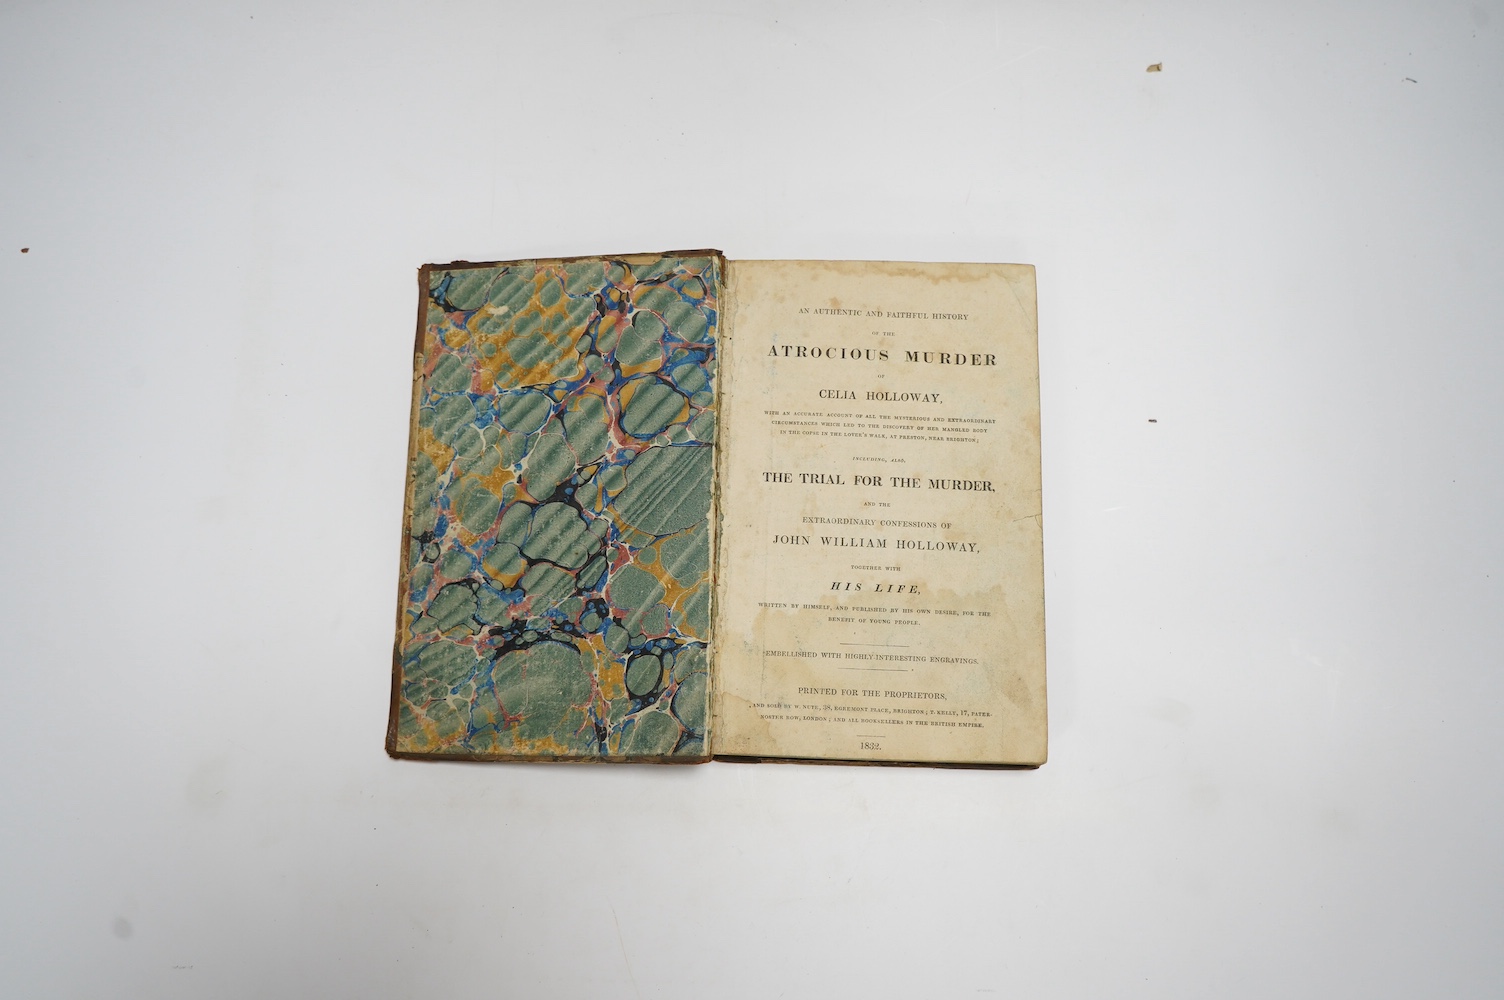 AN AUTHENTIC AND FAITHFUL HISTORY
OF THE
ATROCIOUS MURDER
OF
CELIA HOLLOWAY,
WITH AN ACCURATE ACCOUNT OF ALL THE MYSTERIOUS AND EXTRAORDINARY
CIRCUMSTANCES WHICH LED TO THE DISCOVERY OF HER MANGLED BODY
IN THE COPSE IN THE LOVER'S WALK, AT PRESTON, NEAR BRIGHTON;
INCLUDING, ALSO,
THE TRIAL FOR THE MURDER,
AND THE
EXTRAORDINARY CONFESSIONS OF
JOHN WILLIAM HOLLOWAY,
TOGETHER WITH
HIS LIFE,
WRITTEN BY HIMSELF, AND PUBLISHED BY HIS OWN DESIRE, FOR THE
BENEFIT OF YOUNG PEOPLE.
EMBELLISHED WITH HIGHLY INTERESTING ENGRAVINGS.
PRINTED FOR THE PROPRIETORS,
AND SOLD BY W. NUTE, 38, EGREMONT PLACE, BRIGHTON; T. KELLY, 17, PATER-
NOSTER ROW, LONDON; AND ALL BOOKSELLERS IN THE BRITISH EMPIRE.
1832.